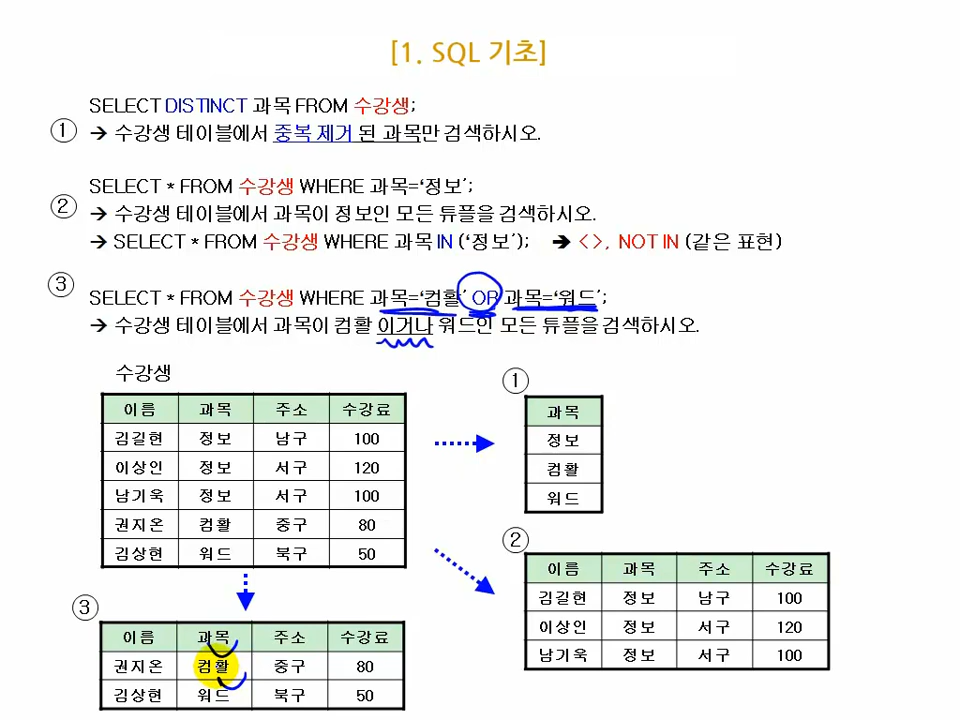 [1. SQL 기초]
① SELECT DISTINCT 과목 FROM 수강생;
→ 수강생 테이블에서 중복 제거 된 과목만 검색하시오.
② SELECT * FROM 수강생 WHERE 과목=‘정보’;
→ 수강생 테이블에서 과목이 정보인 모든 튜플을 검색하시오.
→ SELECT * FROM 수강생 WHERE 과목 IN (‘정보’); → <>, NOT IN (같은 표현)
③ SELECT * FROM 수강생 WHERE 과목=‘컴활’ OR 과목=‘워드’;
→ 수강생 테이블에서 과목이 컴활 이거나 워드인 모든 튜플을 검색하시오.
수강생
이름 과목 주소 수강료
김길현 정보 남구 100
이상인 정보 서구 120
남기욱 정보 서구 100
권지온 컴활 중구 80
김상현 워드 북구 50
①
과목
정보
컴활
워드
②
이름 과목 주소 수강료
김길현 정보 남구 100
이상인 정보 서구 120
남기욱 정보 서구 100
③
이름 과목 주소 수강료
권지온 컴활 중구 80
김상현 워드 북구 50